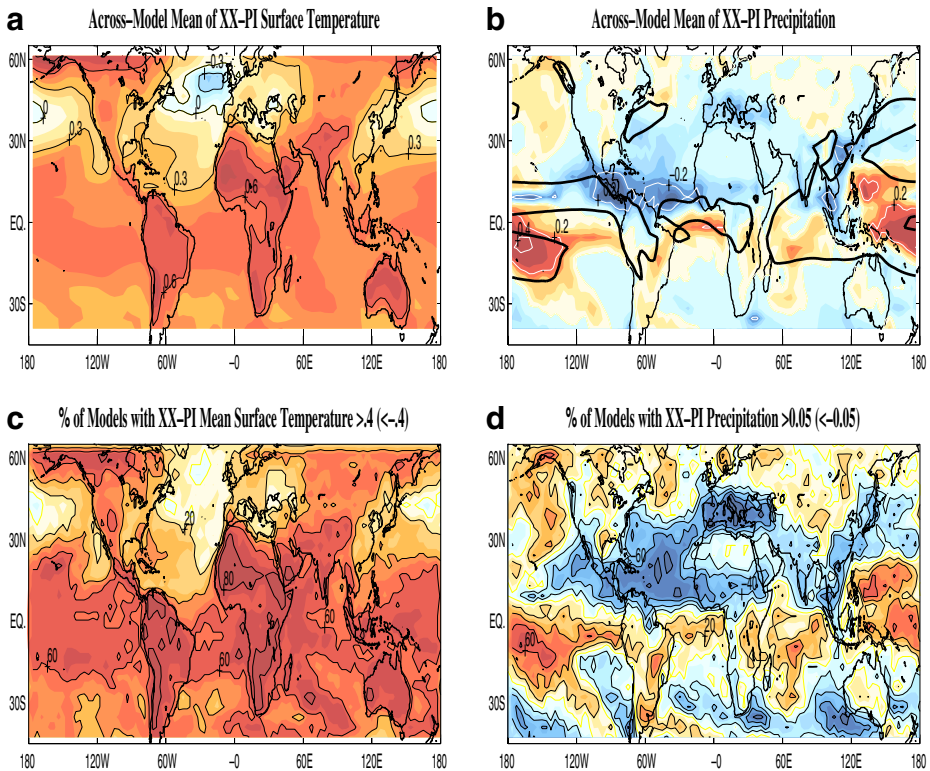 a Across–Model Mean of XX–PI Surface Temperature
60N
30N
EQ.
30S
180 120W 60W –0 60E 120E 180
–0.3
0
0
0.3
0.3
0.3
0.6
0.6
b Across–Model Mean of XX–PI Precipitation
60N
30N
EQ.
30S
180 120W 60W –0 60E 120E 180
–0.2
0.2
0.2
c % of Models with XX–PI Mean Surface Temperature >.4 (<–.4)
60N
30N
EQ.
30S
180 120W 60W –0 60E 120E 180
20
80
60
60
60
d % of Models with XX–PI Precipitation >0.05 (<–0.05)
60N
30N
EQ.
30S
180 120W 60W –0 60E 120E 180
60
20
60